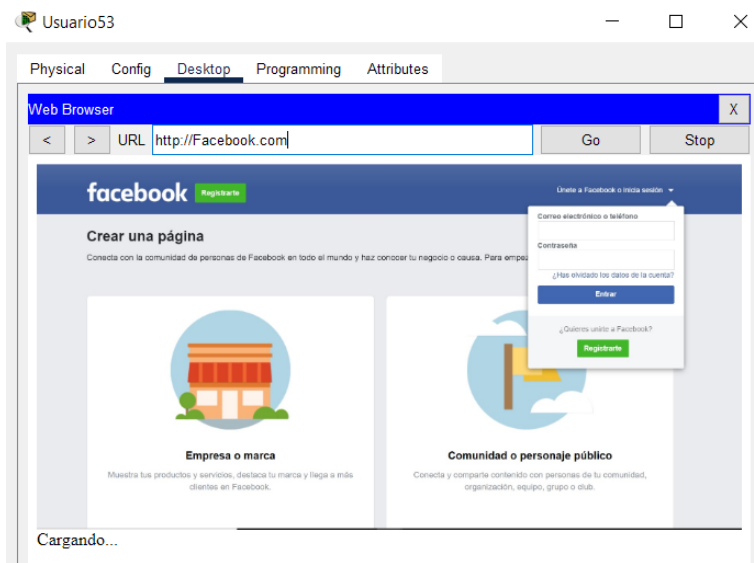 Usuario53
Physical Config Desktop Programming Attributes
Web Browser X
< > URL http://Facebook.com Go Stop
facebook Registrarte Únete a Facebook o inicia sesión
Correo electrónico o teléfono
Crear una página
Contraseña
Conecta con la comunidad de personas de Facebook en todo el mundo y haz conocer tu negocio o causa. Para empez
¿Has olvidado los datos de la cuenta?
Entrar
¿Quieres unirte a Facebook?
Registrarte
Empresa o marca
Muestra tus productos y servicios, destaca tu marca y llega a más
clientes en Facebook.
Comunidad o personaje público
Conecta y comparte contenido con personas de tu comunidad,
organización, equipo, grupo o club.
Cargando...